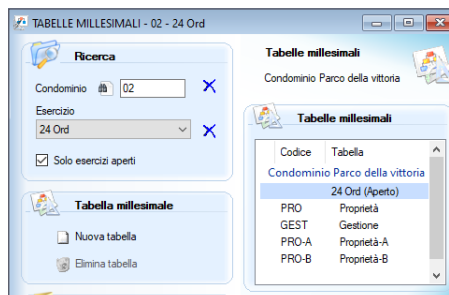 TABELLE MILLESIMALI - 02 - 24 Ord
Ricerca
Condominio 02
Esercizio
24 Ord
Solo esercizi aperti
Tabella millesimale
Nuova tabella
Elimina tabella
Tabelle millesimali
Condominio Parco della vittoria
Tabelle millesimali
Codice Tabella
Condominio Parco della vittoria
24 Ord (Aperto)
PRO Proprietà
GEST Gestione
PRO-A Proprietà-A
PRO-B Proprietà-B